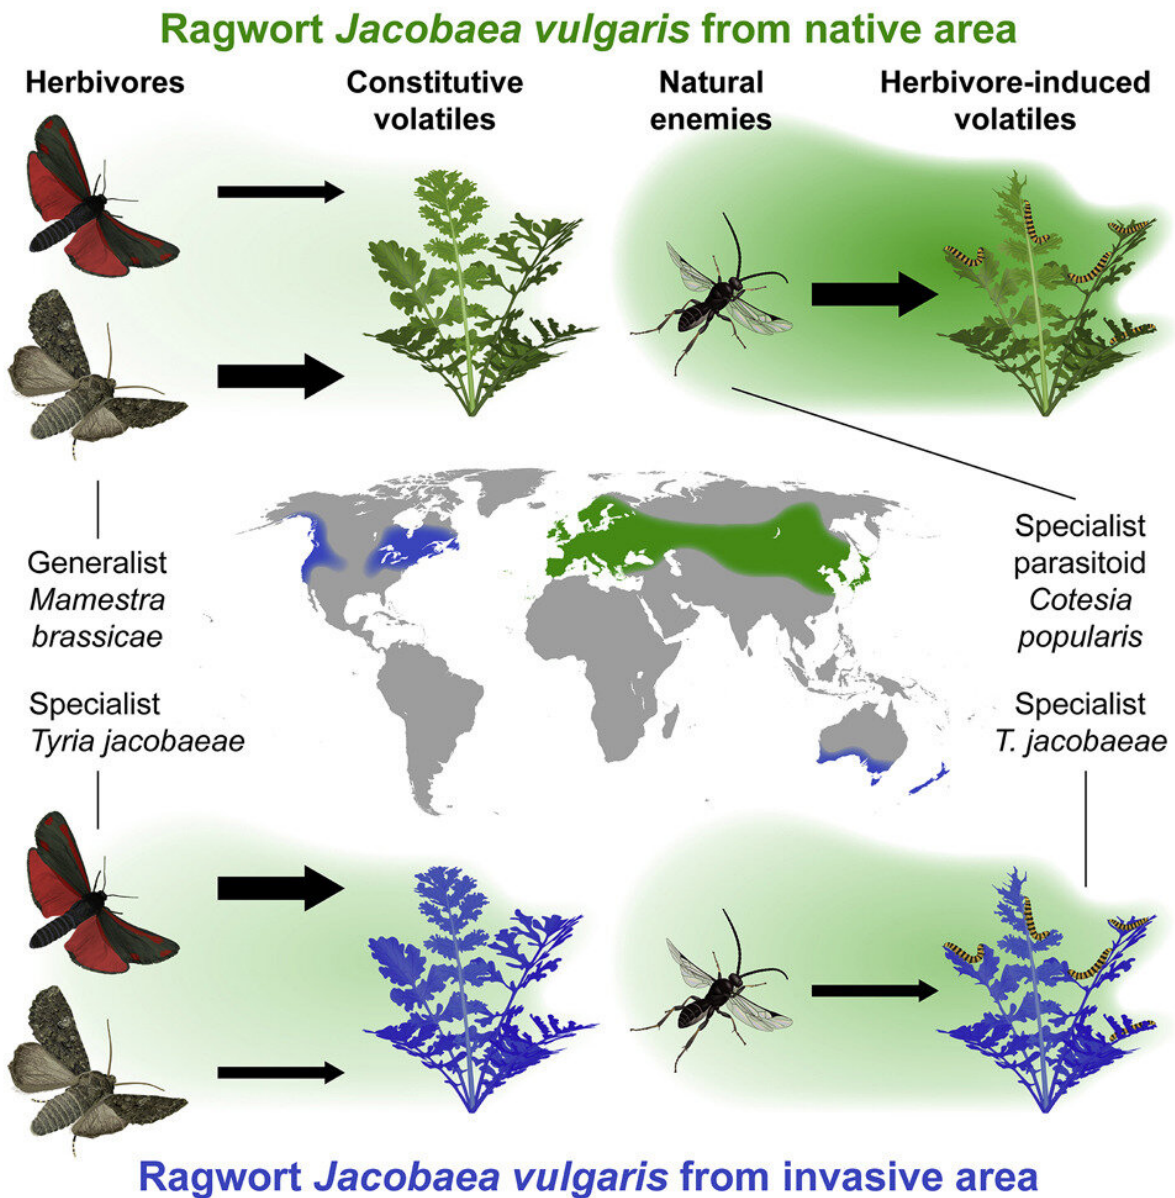 Ragwort Jacobaea vulgaris from native area
Herbivores
Constitutive
volatiles
Natural
enemies
Herbivore-induced
volatiles
Generalist
Mamestra
brassicae
Specialist
parasitoid
Cotesia
popularis
Specialist
Tyria jacobaeae
Specialist
T. jacobaeae
Ragwort Jacobaea vulgaris from invasive area